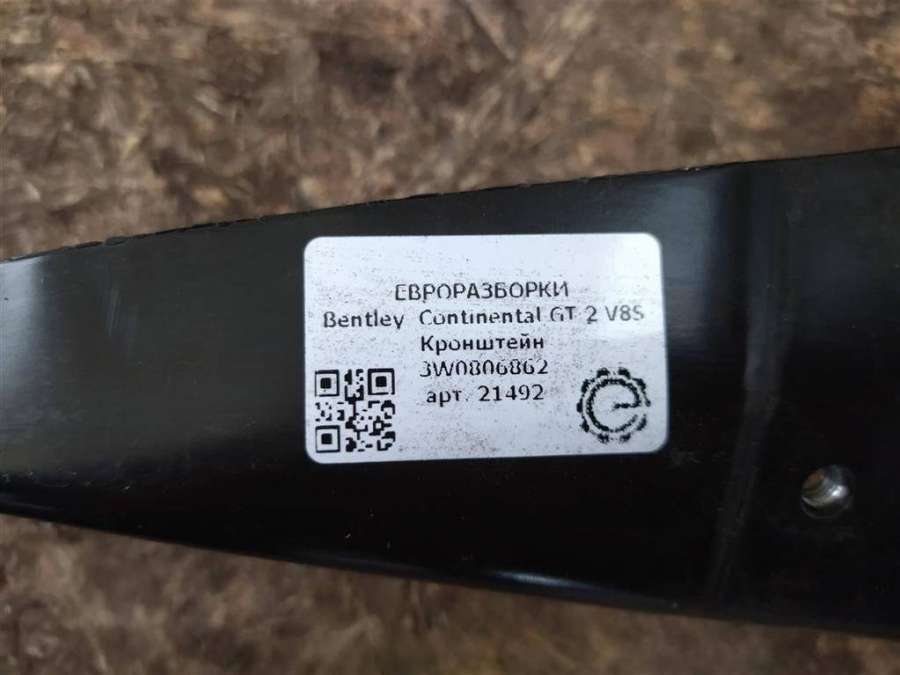 ЕВРОРАЗБОРКИ
Bentley Continental GT 2 V8S
Кронштейн
3W0806862
арт. 21492